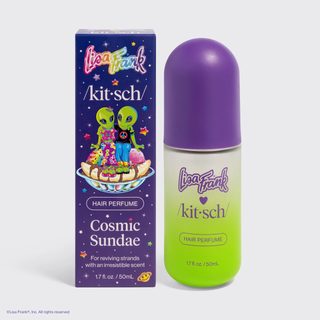 Lisa Frank
/kit·sch/
HAIR PERFUME
Cosmic
Sundae
For reviving strands
with an irresistible scent
1.7 fl. oz. / 50mL
Lisa Frank
/kit·sch/
HAIR PERFUME
1.7 fl. oz. / 50mL
©Lisa Frank®, Inc. All rights reserved